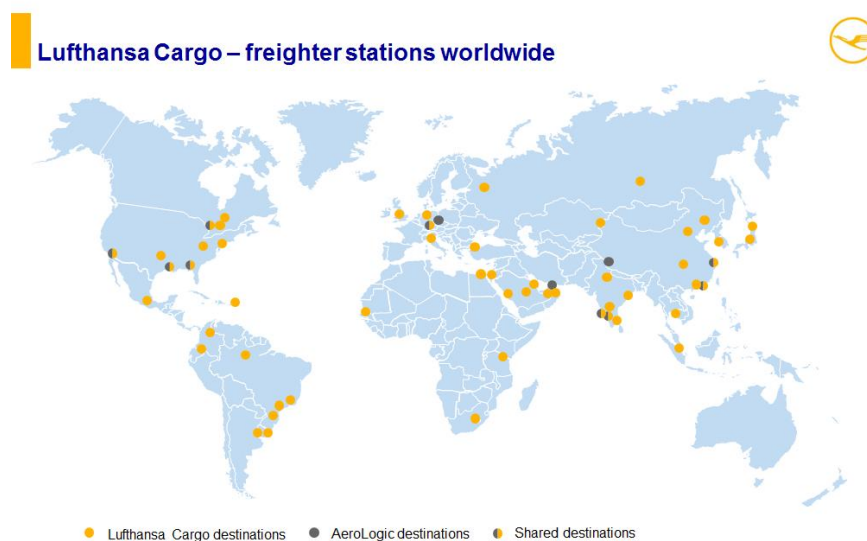 Lufthansa Cargo – freighter stations worldwide
Lufthansa Cargo destinations
AeroLogic destinations
Shared destinations